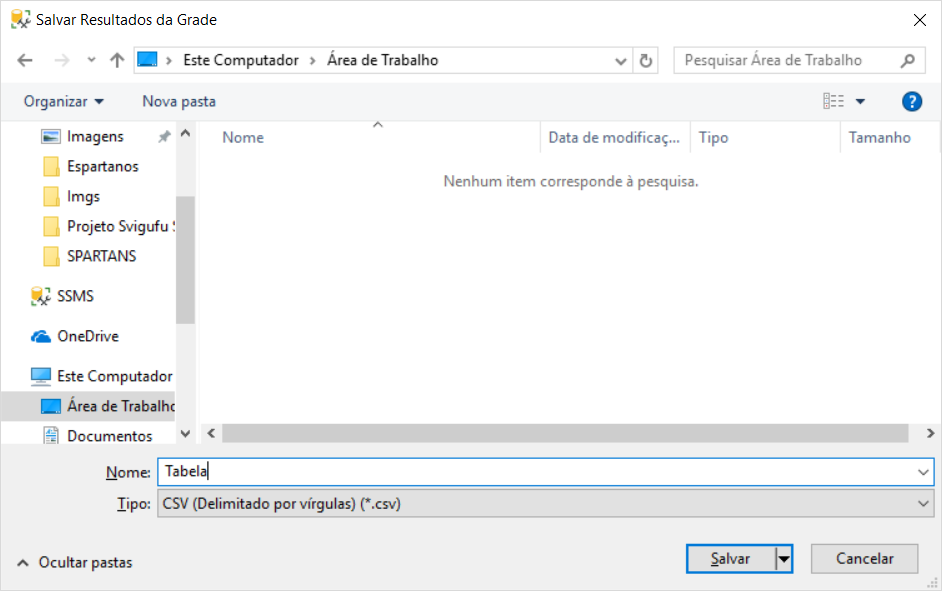 Salvar Resultados da Grade
Este Computador > Área de Trabalho
Pesquisar Área de Trabalho
Organizar
Nova pasta
?
Nome
Data de modificaç...
Tipo
Tamanho
Nenhum item corresponde à pesquisa.
Imagens
Espartanos
Imgs
Projeto Svigufu S
SPARTANS
SSMS
OneDrive
Este Computador
Área de Trabalho
Documentos
Nome: Tabela
Tipo: CSV (Delimitado por vírgulas) (*.csv)
Ocultar pastas
Salvar
Cancelar